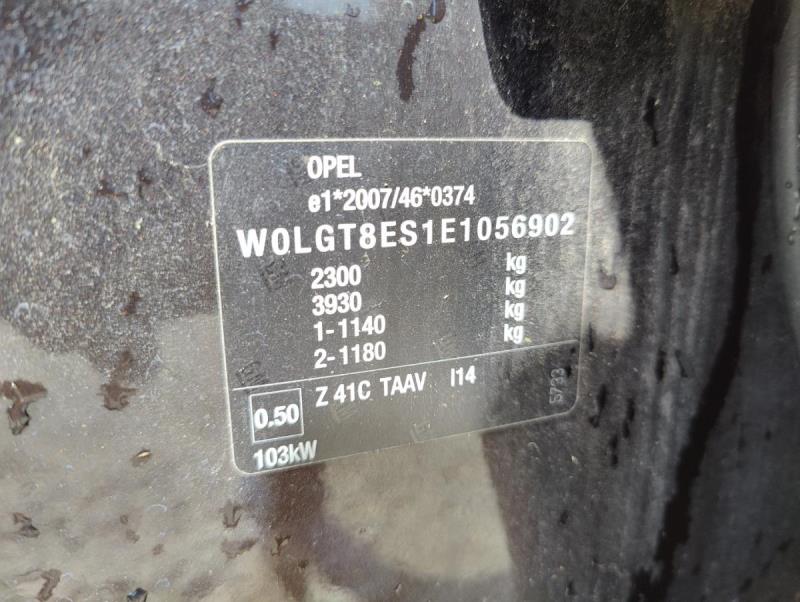 OPEL
e1*2007/46*0374
W0LGT8ES1E1056902
2300 kg
3930 kg
1-1140 kg
2-1180 kg
Z 41C TAAV I14
0.50
5733
103kW